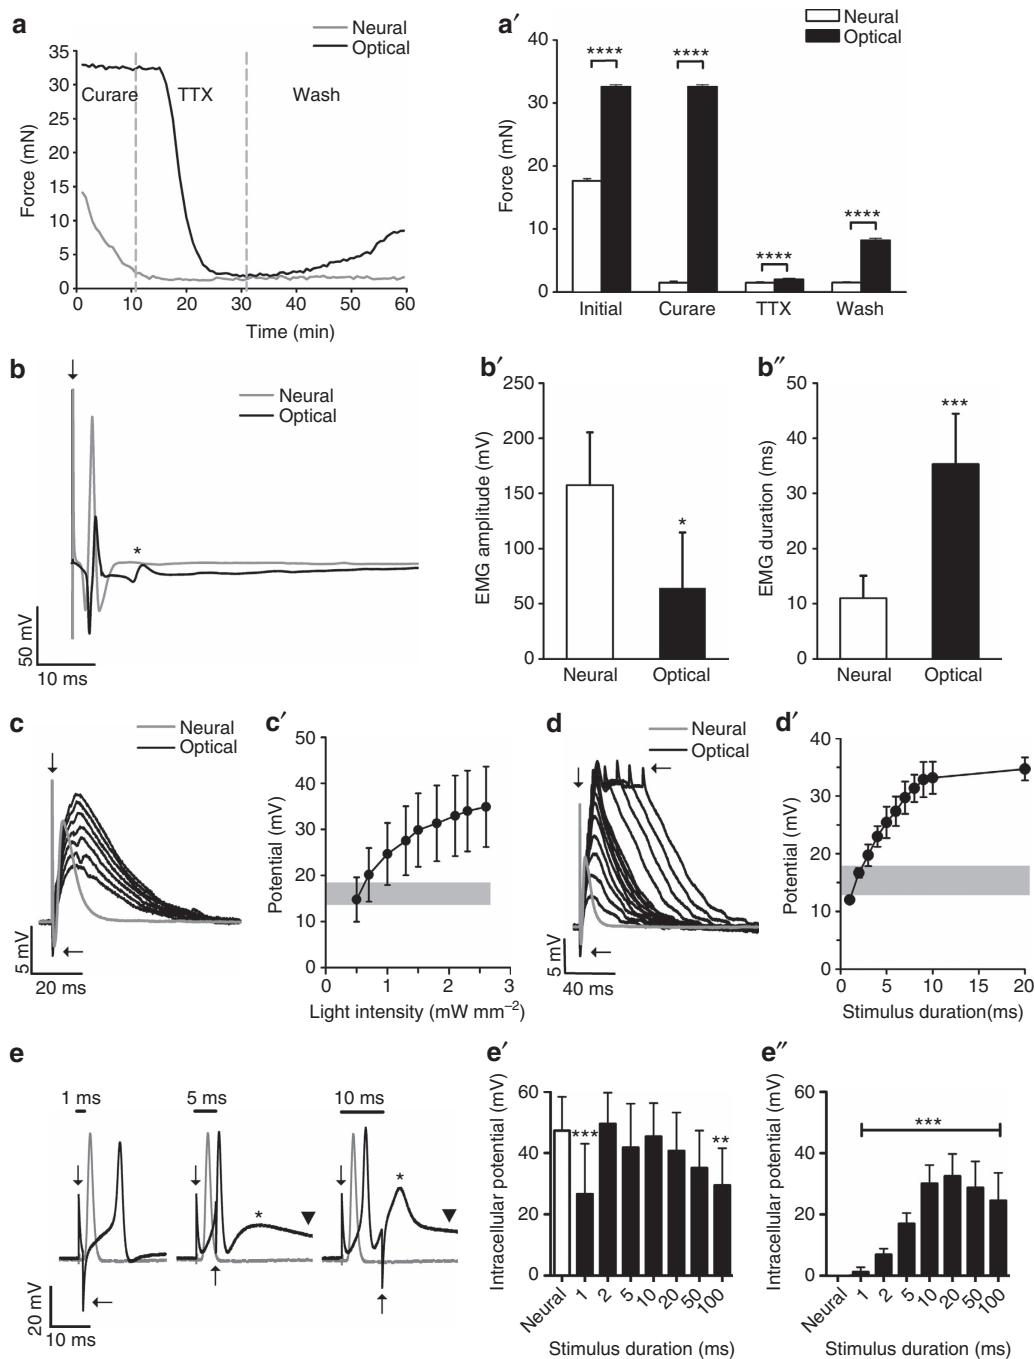 a
Neural
Optical
Force (mN)
35
30
25
20
15
10
5
0
Curare
TTX
Wash
0 10 20 30 40 50 60
Time (min)
a′
Neural
Optical
Force (mN)
40
30
20
10
0
**** **** **** ****
Initial Curare TTX Wash
b
Neural
Optical
*
50 mV
10 ms
b′
EMG amplitude (mV)
250
200
150
100
50
0
*
Neural Optical
b″
EMG duration (ms)
50
40
30
20
10
0
***
Neural Optical
c
Neural
Optical
5 mV
20 ms
c′
Potential (mV)
50
40
30
20
10
0
0 1 2 3
Light intensity (mW mm⁻²)
d
Neural
Optical
5 mV
40 ms
d′
Potential (mV)
40
30
20
10
0
0 5 10 15 20
Stimulus duration(ms)
e
1 ms
5 ms
10 ms
*
*
20 mV
10 ms
e′
Intracellular potential (mV)
60
40
20
0
*** **
Neural 1 2 5 10 20 50 100
Stimulus duration (ms)
e″
Intracellular potential (mV)
60
40
20
0
***
Neural 1 2 5 10 20 50 100
Stimulus duration (ms)